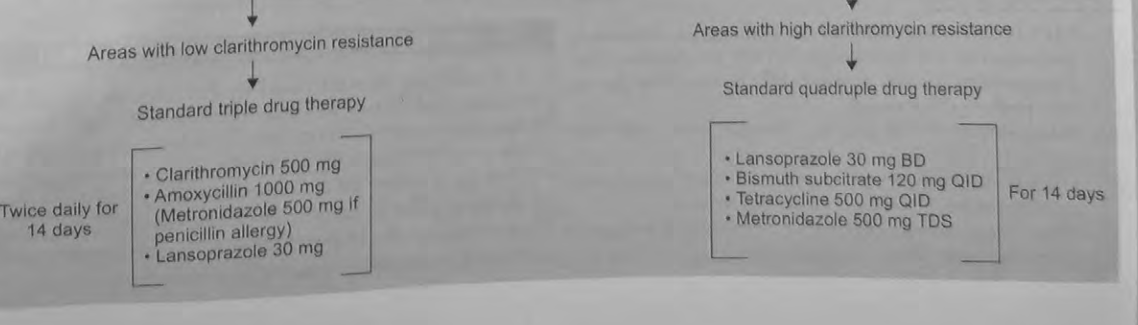 Areas with low clarithromycin resistance
Standard triple drug therapy
Twice daily for
14 days
• Clarithromycin 500 mg
• Amoxycillin 1000 mg
(Metronidazole 500 mg if
penicillin allergy)
• Lansoprazole 30 mg
Areas with high clarithromycin resistance
Standard quadruple drug therapy
• Lansoprazole 30 mg BD
• Bismuth subcitrate 120 mg QID
• Tetracycline 500 mg QID
• Metronidazole 500 mg TDS
For 14 days